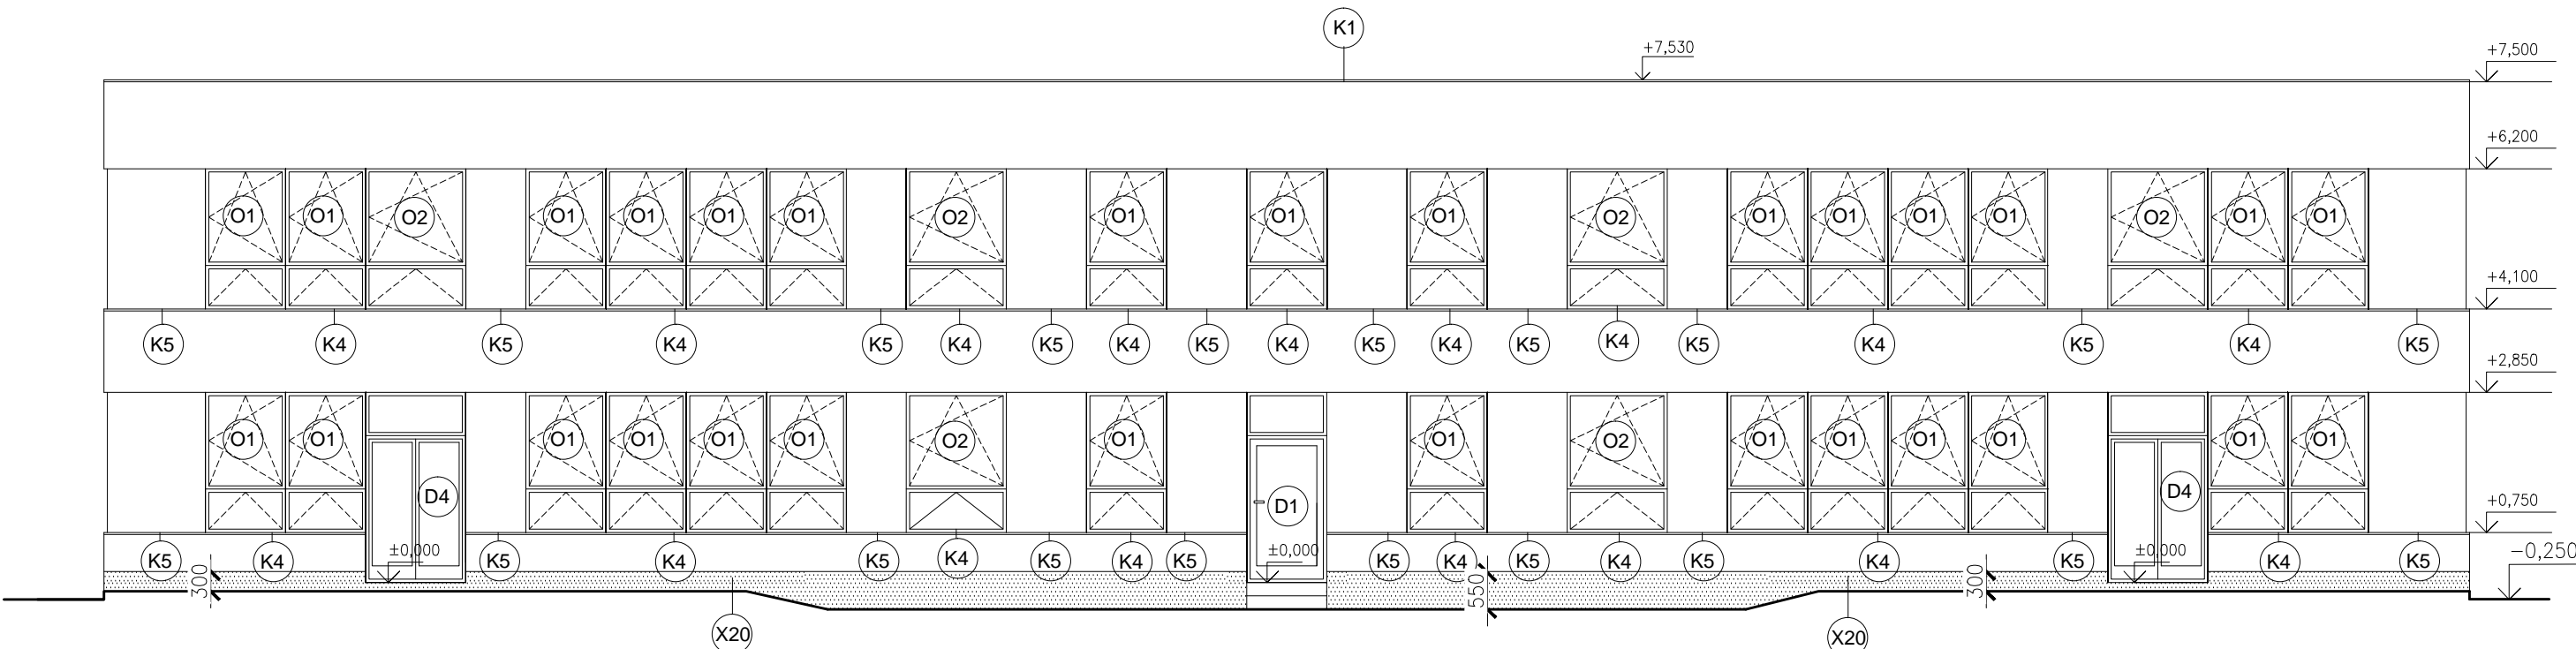 K1
+7,530
+7,500
+6,200
O1 O1 O2 O1 O1 O1 O1 O2 O1 O1 O1 O2 O1 O1 O1 O1 O2 O1 O1
+4,100
K5 K4 K5 K4 K5 K4 K5 K4 K5 K4 K5 K4 K5 K4 K5 K4 K5 K4 K5
+2,850
O1 O1 O1 O1 O1 O1 O2 O1 O1 O2 O1 O1 O1 O1 O1 O1
D4 D1 D4
+0,750
K5 K4 K5 K4 K5 K4 K5 K4 K5 K5 K4 K5 K4 K5 K4 K5 K4 K5
±0,000 ±0,000 ±0,000
-0,250
300 550 300
X20 X20